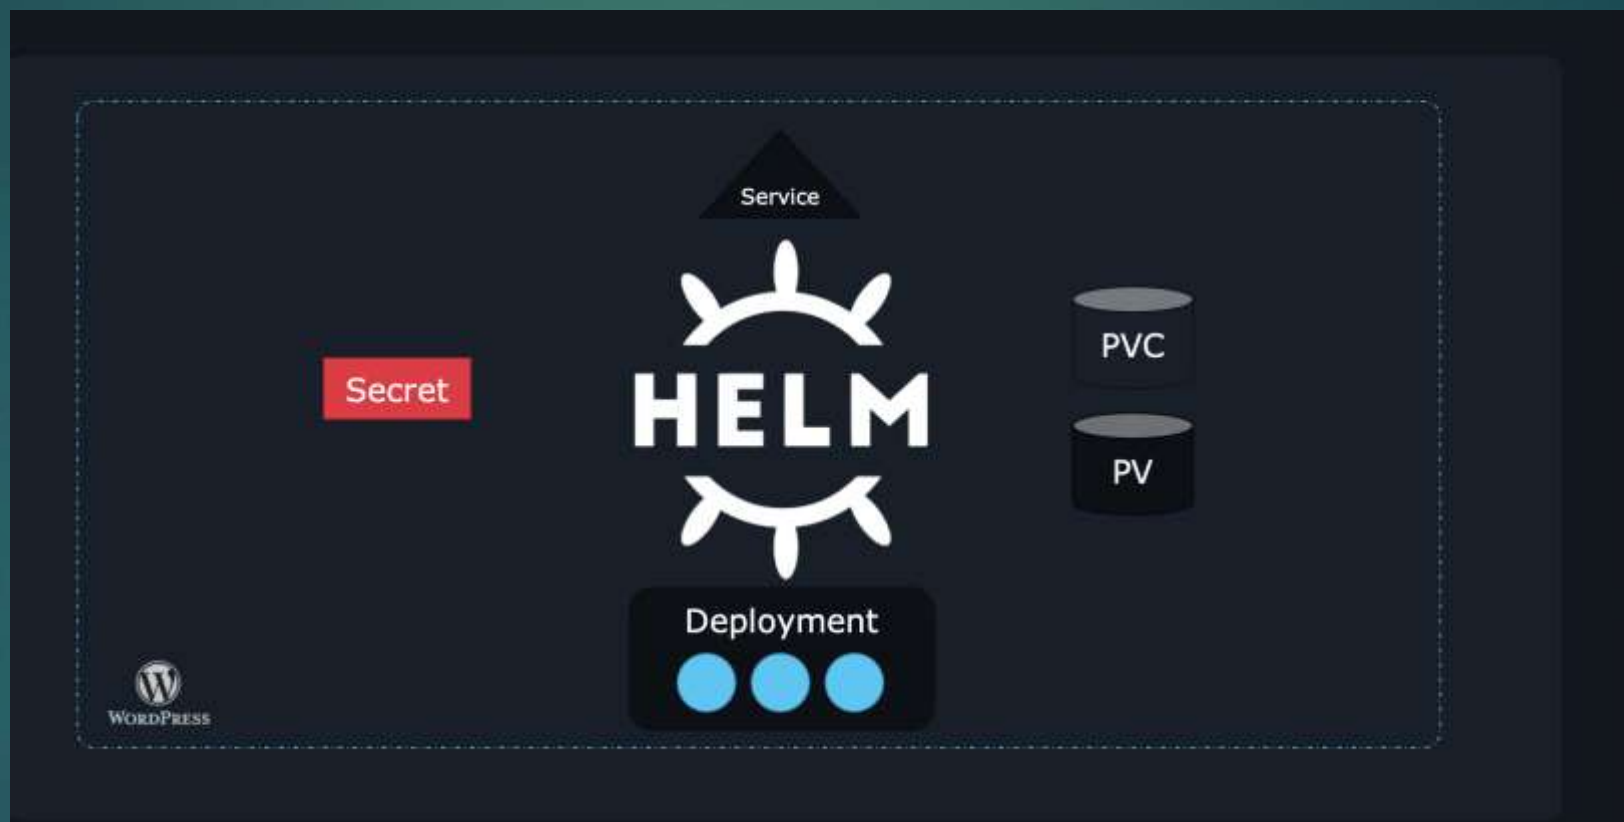 Service
Secret
HELM
PVC
PV
Deployment
W
WORDPRESS